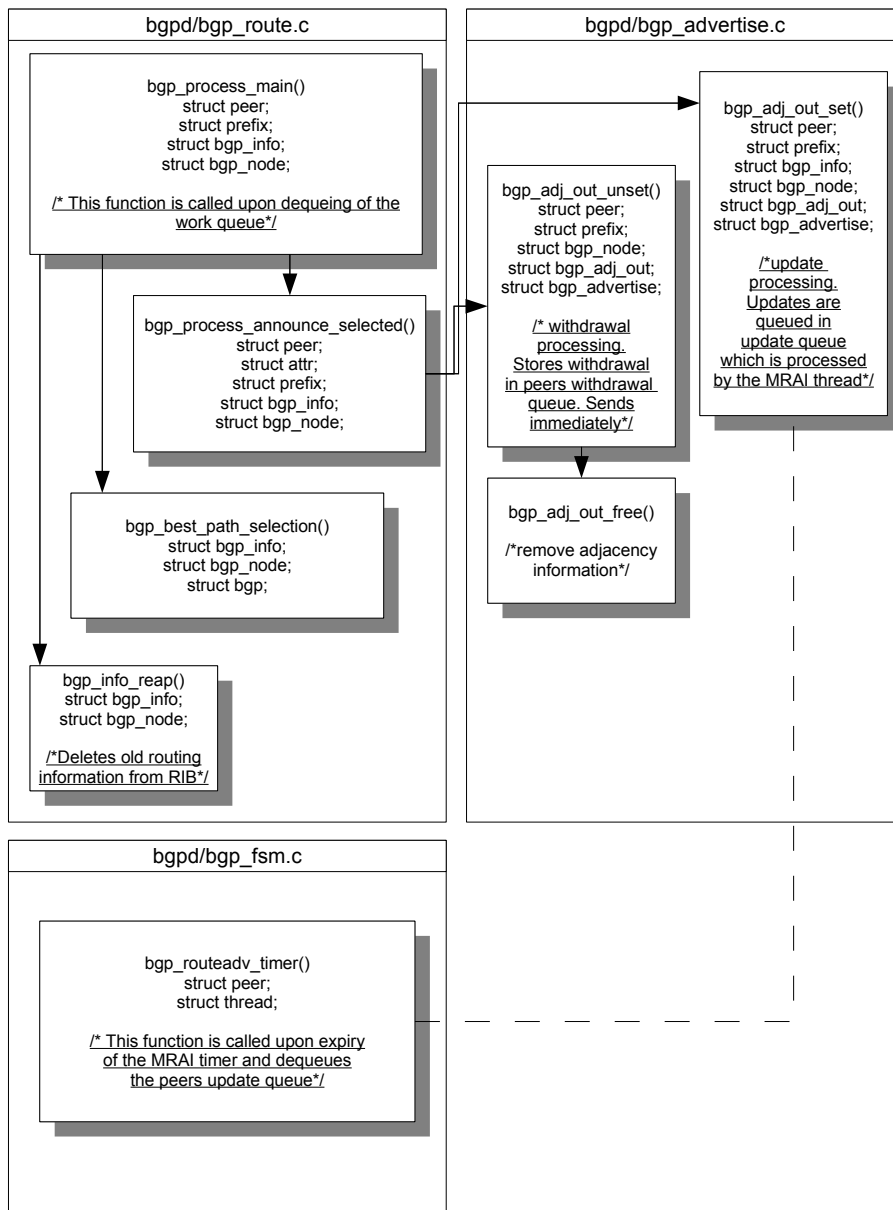 bgpd/bgp_route.c
bgp_process_main()
struct peer;
struct prefix;
struct bgp_info;
struct bgp_node;
/* This function is called upon dequeing of the
work queue*/
bgp_process_announce_selected()
struct peer;
struct attr;
struct prefix;
struct bgp_info;
struct bgp_node;
bgp_best_path_selection()
struct bgp_info;
struct bgp_node;
struct bgp;
bgp_info_reap()
struct bgp_info;
struct bgp_node;
/*Deletes old routing
information from RIB*/
bgpd/bgp_advertise.c
bgp_adj_out_unset()
struct peer;
struct prefix;
struct bgp_node;
struct bgp_adj_out;
struct bgp_advertise;
/* withdrawal
processing.
Stores withdrawal
in peers withdrawal
queue. Sends
immediately*/
bgp_adj_out_free()
/*remove adjacency
information*/
bgp_adj_out_set()
struct peer;
struct prefix;
struct bgp_info;
struct bgp_node;
struct bgp_adj_out;
struct bgp_advertise;
/*update
processing.
Updates are
queued in
update queue
which is processed
by the MRAI thread*/
bgpd/bgp_fsm.c
bgp_routeadv_timer()
struct peer;
struct thread;
/* This function is called upon expiry
of the MRAI timer and dequeues
the peers update queue*/